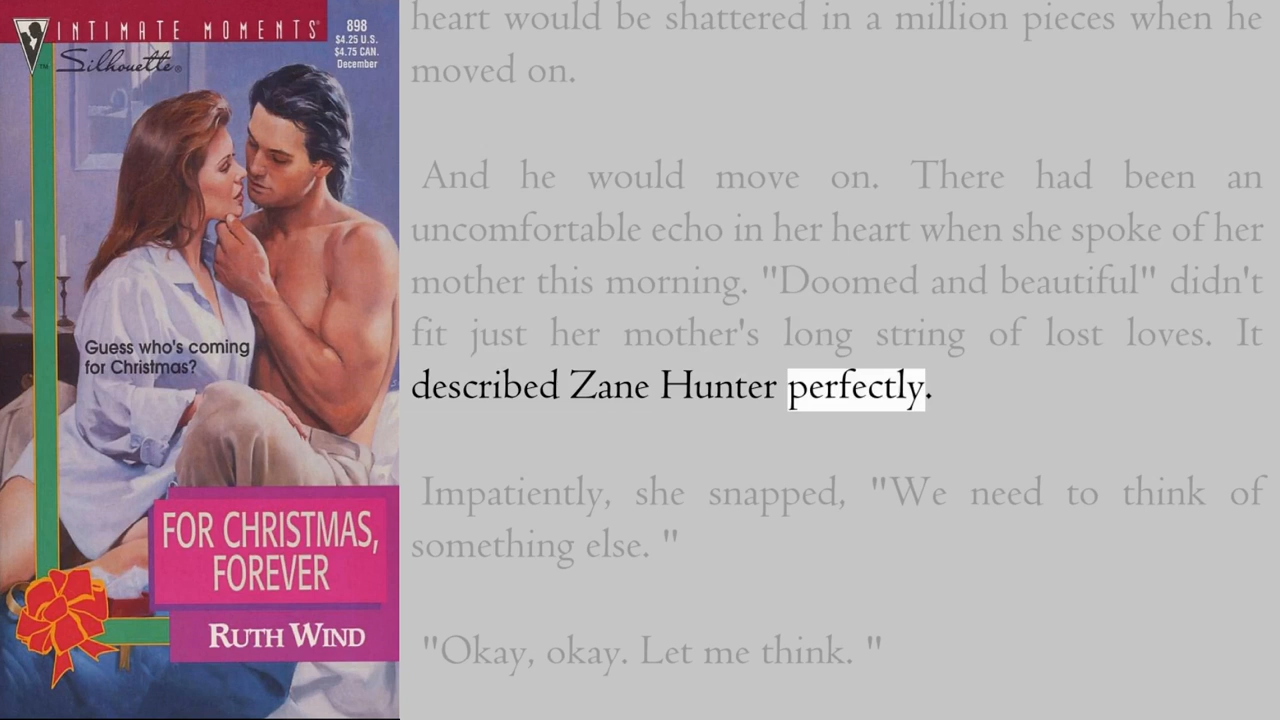 INTIMATE MOMENTS®
Silhouette®
TM
898
$4.25 U.S.
$4.75 CAN.
December
Guess who's coming
for Christmas?
FOR CHRISTMAS,
FOREVER
RUTH WIND
heart would be shattered in a million pieces when he
moved on.
And he would move on. There had been an
uncomfortable echo in her heart when she spoke of her
mother this morning. "Doomed and beautiful" didn't
fit just her mother's long string of lost loves. It
described Zane Hunter perfectly.
Impatiently, she snapped, "We need to think of
something else. "
"Okay, okay. Let me think. "